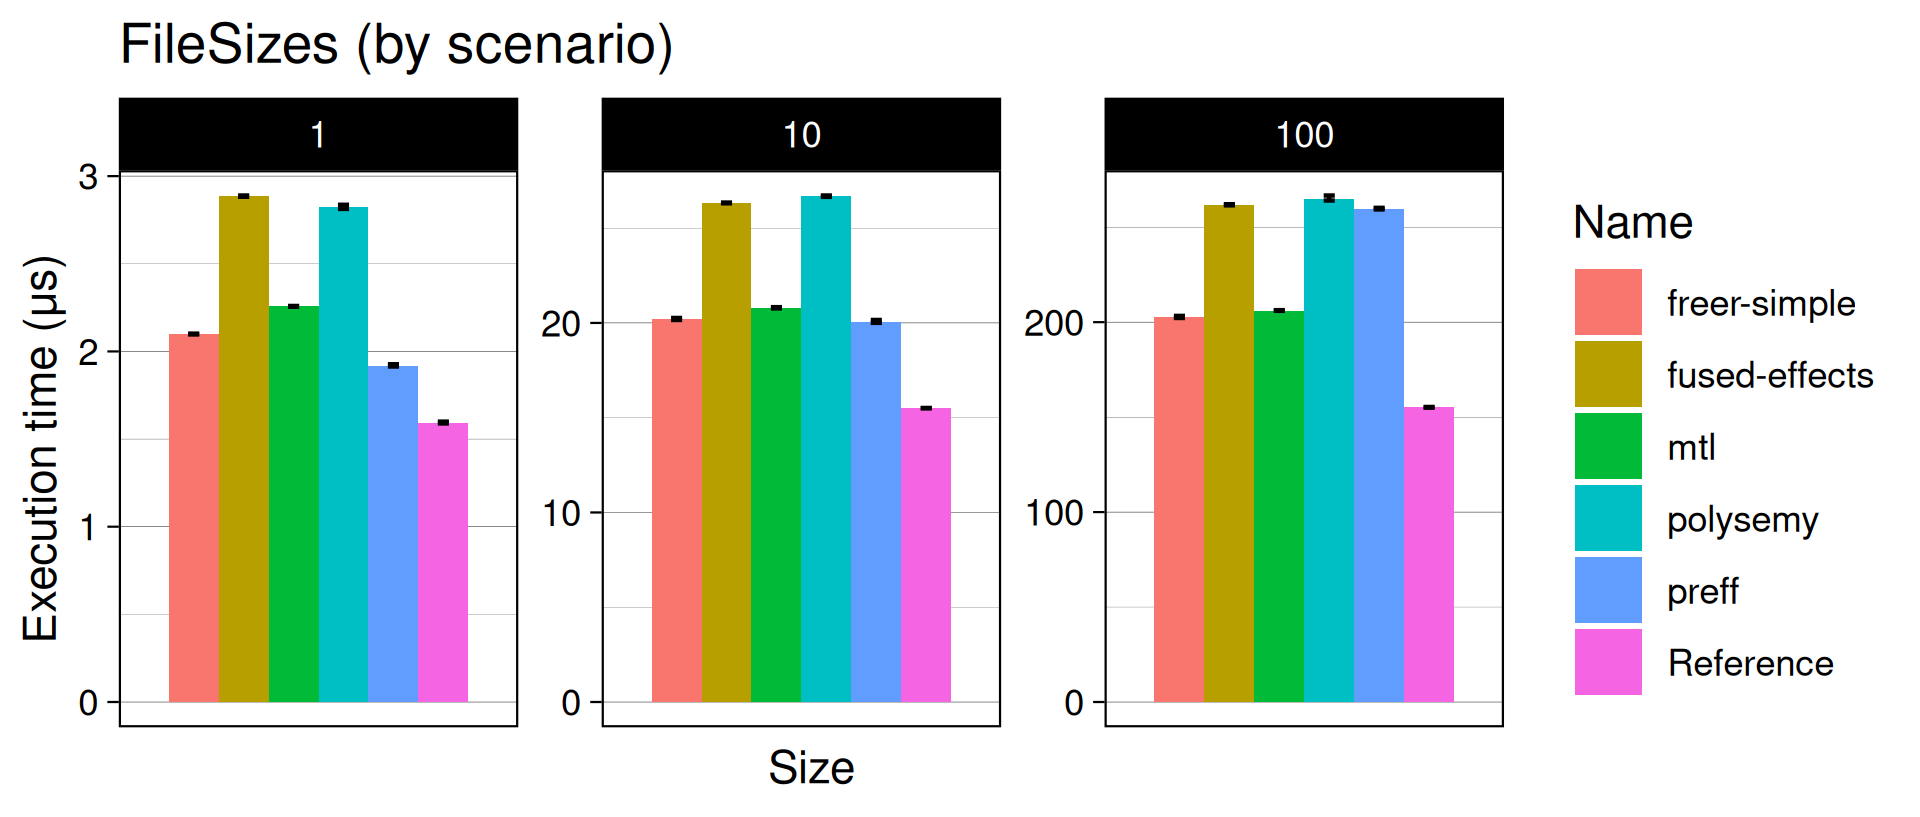 FileSizes (by scenario)
1
10
100
Execution time (µs)
3
2
1
0
20
10
0
200
100
0
Size
Name
freer-simple
fused-effects
mtl
polysemy
preff
Reference